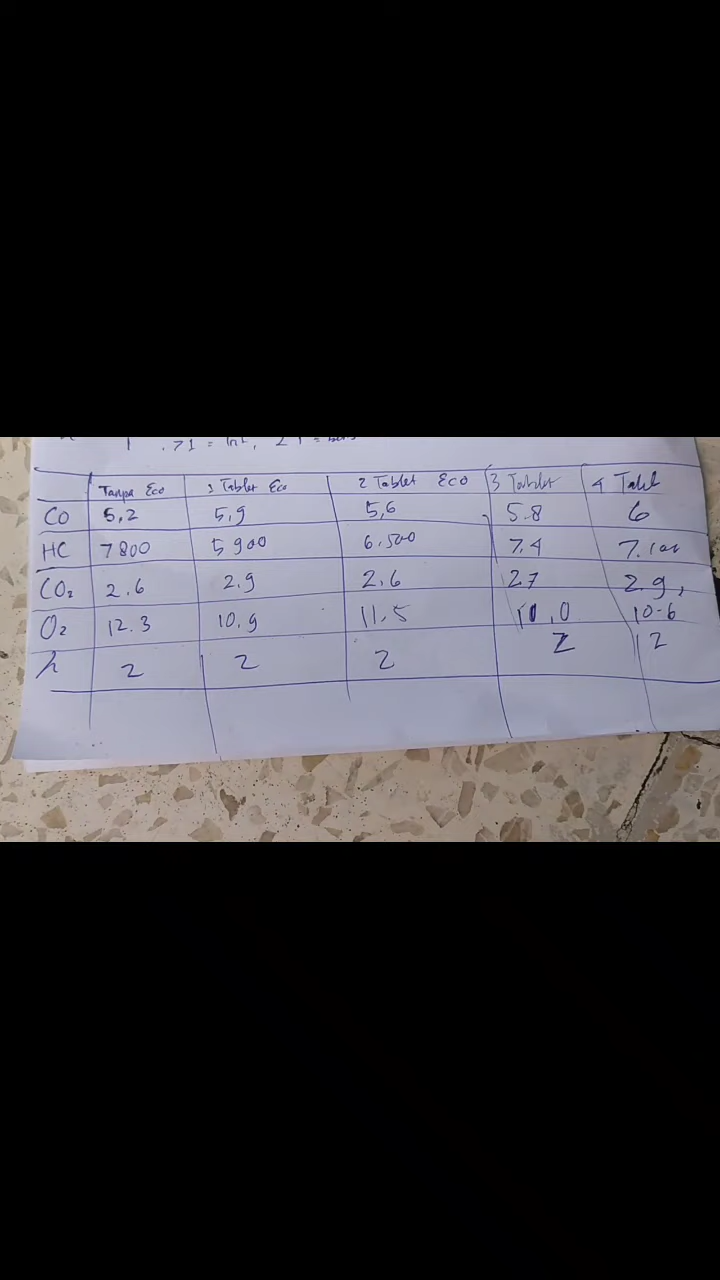 Tanpa Eco 1 Tablet Eco 2 Tablet Eco 3 Tablet 4 Tablet
CO 5,2 5,9 5,6 5.8 6
HC 7800 5900 6.500 7.4 7.100
CO₂ 2.6 2.9 2.6 2.7 2.9,
O₂ 12.3 10.9 11.5 10.0 10.6
λ 2 2 2 2 2